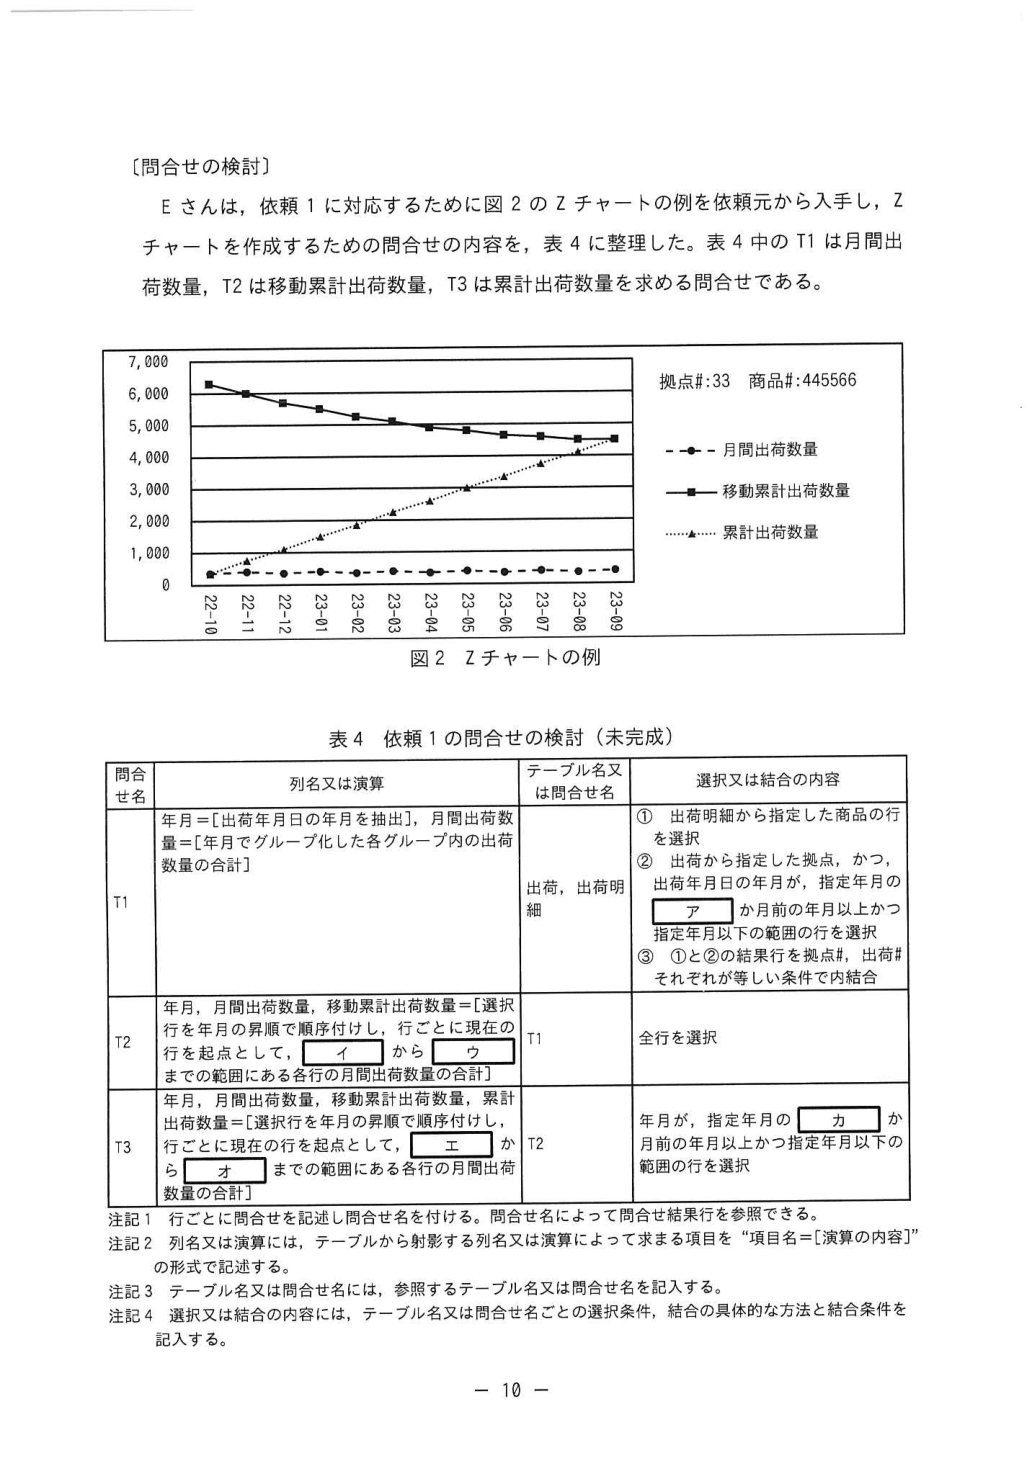 〔問合せの検討〕
E さんは，依頼 1 に対応するために図 2 の Z チャートの例を依頼元から入手し，Z
チャートを作成するための問合せの内容を，表 4 に整理した。表 4 中の T1 は月間出
荷数量，T2 は移動累計出荷数量，T3 は累計出荷数量を求める問合せである。
7,000
6,000
5,000
4,000
3,000
2,000
1,000
0
22-10
22-11
22-12
23-01
23-02
23-03
23-04
23-05
23-06
23-07
23-08
23-09
拠点#:33 商品#:445566
月間出荷数量
移動累計出荷数量
累計出荷数量
図 2 Z チャートの例
表 4 依頼 1 の問合せの検討（未完成）
問合
せ名
列名又は演算
テーブル名又
は問合せ名
選択又は結合の内容
T1
年月＝[出荷年月日の年月を抽出]，月間出荷数
量＝[年月でグループ化した各グループ内の出荷
数量の合計]
出荷，出荷明
細
① 出荷明細から指定した商品の行
を選択
② 出荷から指定した拠点，かつ，
出荷年月日の年月が，指定年月の
ア か月前の年月以上かつ
指定年月以下の範囲の行を選択
③ ①と②の結果行を拠点#，出荷#
それぞれが等しい条件で内結合
T2
年月，月間出荷数量，移動累計出荷数量＝[選択
行を年月の昇順で順序付けし，行ごとに現在の
行を起点として， イ から ウ
までの範囲にある各行の月間出荷数量の合計]
T1
全行を選択
T3
年月，月間出荷数量，移動累計出荷数量，累計
出荷数量＝[選択行を年月の昇順で順序付けし，
行ごとに現在の行を起点として， エ か
ら オ までの範囲にある各行の月間出荷
数量の合計]
T2
年月が，指定年月の カ か
月前の年月以上かつ指定年月以下の
範囲の行を選択
注記 1 行ごとに問合せを記述し問合せ名を付ける。問合せ名によって問合せ結果行を参照できる。
注記 2 列名又は演算には，テーブルから射影する列名又は演算によって求まる項目を “項目名＝[演算の内容]”
の形式で記述する。
注記 3 テーブル名又は問合せ名には，参照するテーブル名又は問合せ名を記入する。
注記 4 選択又は結合の内容には，テーブル名又は問合せ名ごとの選択条件，結合の具体的な方法と結合条件を
記入する。
— 10 —